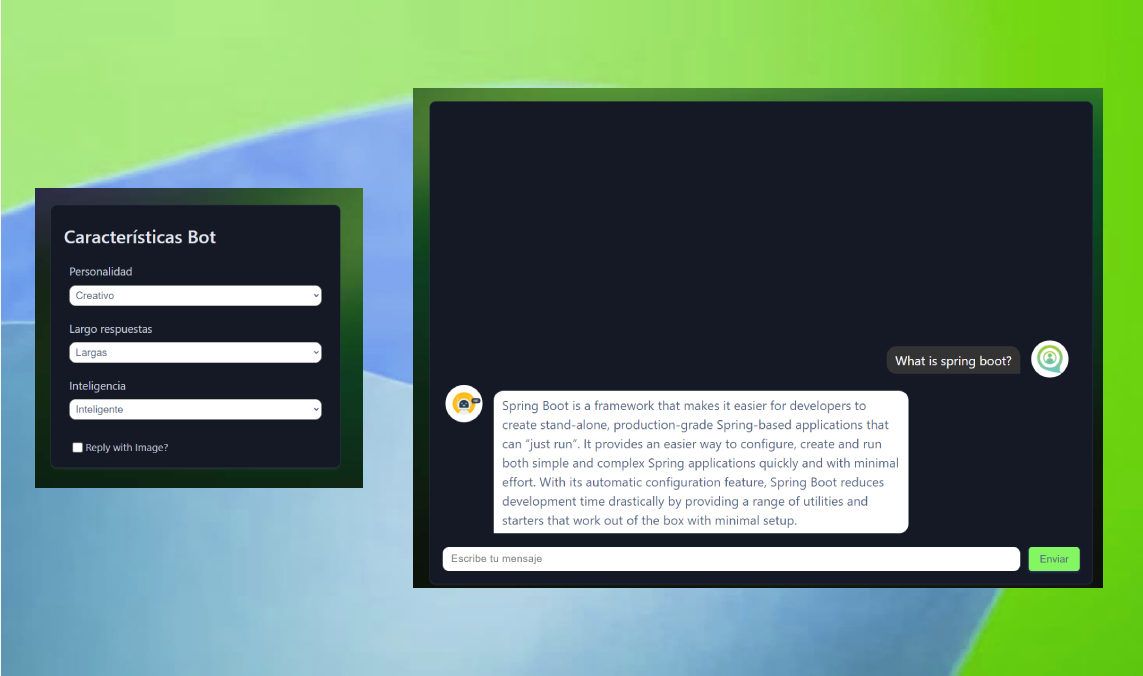 Características Bot
Personalidad
Creativo
Largo respuestas
Largas
Inteligencia
Inteligente
Reply with Image?
What is spring boot?
Spring Boot is a framework that makes it easier for developers to
create stand-alone, production-grade Spring-based applications that
can “just run”. It provides an easier way to configure, create and run
both simple and complex Spring applications quickly and with minimal
effort. With its automatic configuration feature, Spring Boot reduces
development time drastically by providing a range of utilities and
starters that work out of the box with minimal setup.
Escribe tu mensaje
Enviar